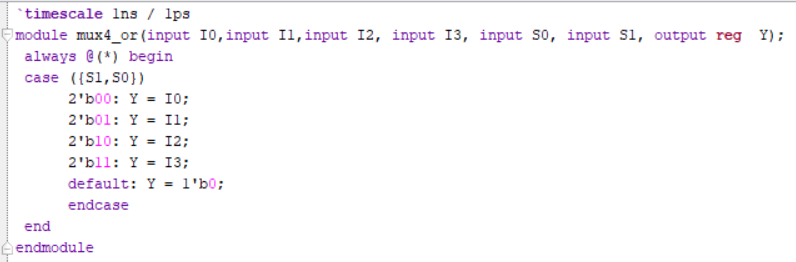 `timescale 1ns / 1ps
module mux4_or(input I0,input I1,input I2, input I3, input S0, input S1, output reg  Y);
always @(*) begin
case ({S1,S0})
2'b00: Y = I0;
2'b01: Y = I1;
2'b10: Y = I2;
2'b11: Y = I3;
default: Y = 1'b0;
endcase
end
endmodule